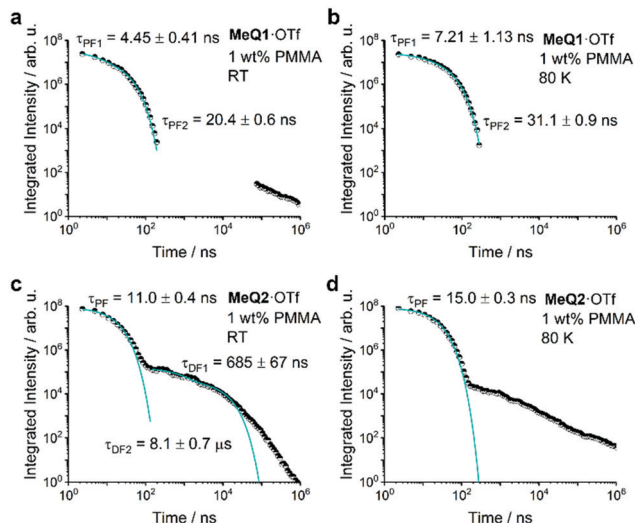 a
τPF1 = 4.45 ± 0.41 ns
MeQ1·OTf
1 wt% PMMA
RT
τPF2 = 20.4 ± 0.6 ns
Integrated Intensity / arb. u.
10^8
10^6
10^4
10^2
10^0
10^0 10^2 10^4 10^6
Time / ns
b
τPF1 = 7.21 ± 1.13 ns
MeQ1·OTf
1 wt% PMMA
80 K
τPF2 = 31.1 ± 0.9 ns
Integrated Intensity / arb. u.
10^8
10^6
10^4
10^2
10^0
10^0 10^2 10^4 10^6
Time / ns
c
τPF = 11.0 ± 0.4 ns
MeQ2·OTf
1 wt% PMMA
RT
τDF1 = 685 ± 67 ns
τDF2 = 8.1 ± 0.7 μs
Integrated Intensity / arb. u.
10^8
10^6
10^4
10^2
10^0
10^0 10^2 10^4 10^6
Time / ns
d
τPF = 15.0 ± 0.3 ns
MeQ2·OTf
1 wt% PMMA
80 K
Integrated Intensity / arb. u.
10^8
10^6
10^4
10^2
10^0
10^0 10^2 10^4 10^6
Time / ns